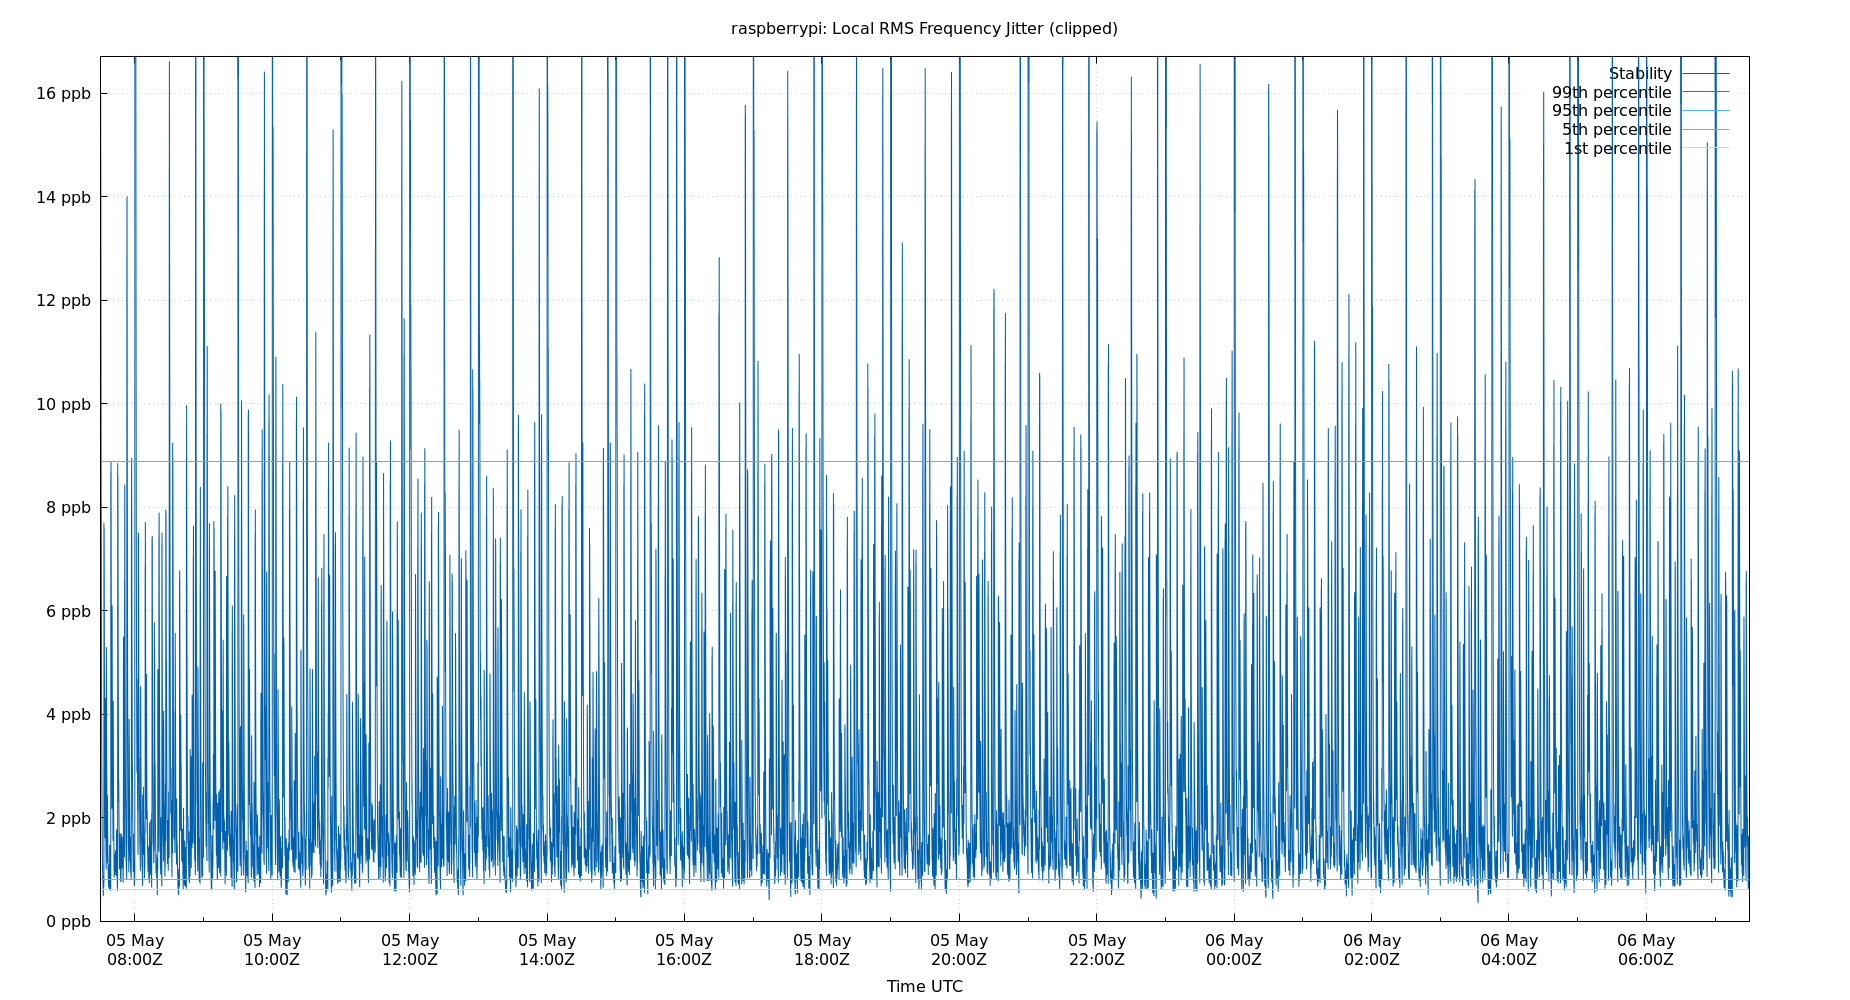 raspberrypi: Local RMS Frequency Jitter (clipped)
Stability
99th percentile
95th percentile
5th percentile
1st percentile
16 ppb
14 ppb
12 ppb
10 ppb
8 ppb
6 ppb
4 ppb
2 ppb
0 ppb
05 May 05 May 05 May 05 May 05 May 05 May 05 May 05 May 06 May 06 May 06 May 06 May
08:00Z 10:00Z 12:00Z 14:00Z 16:00Z 18:00Z 20:00Z 22:00Z 00:00Z 02:00Z 04:00Z 06:00Z
Time UTC